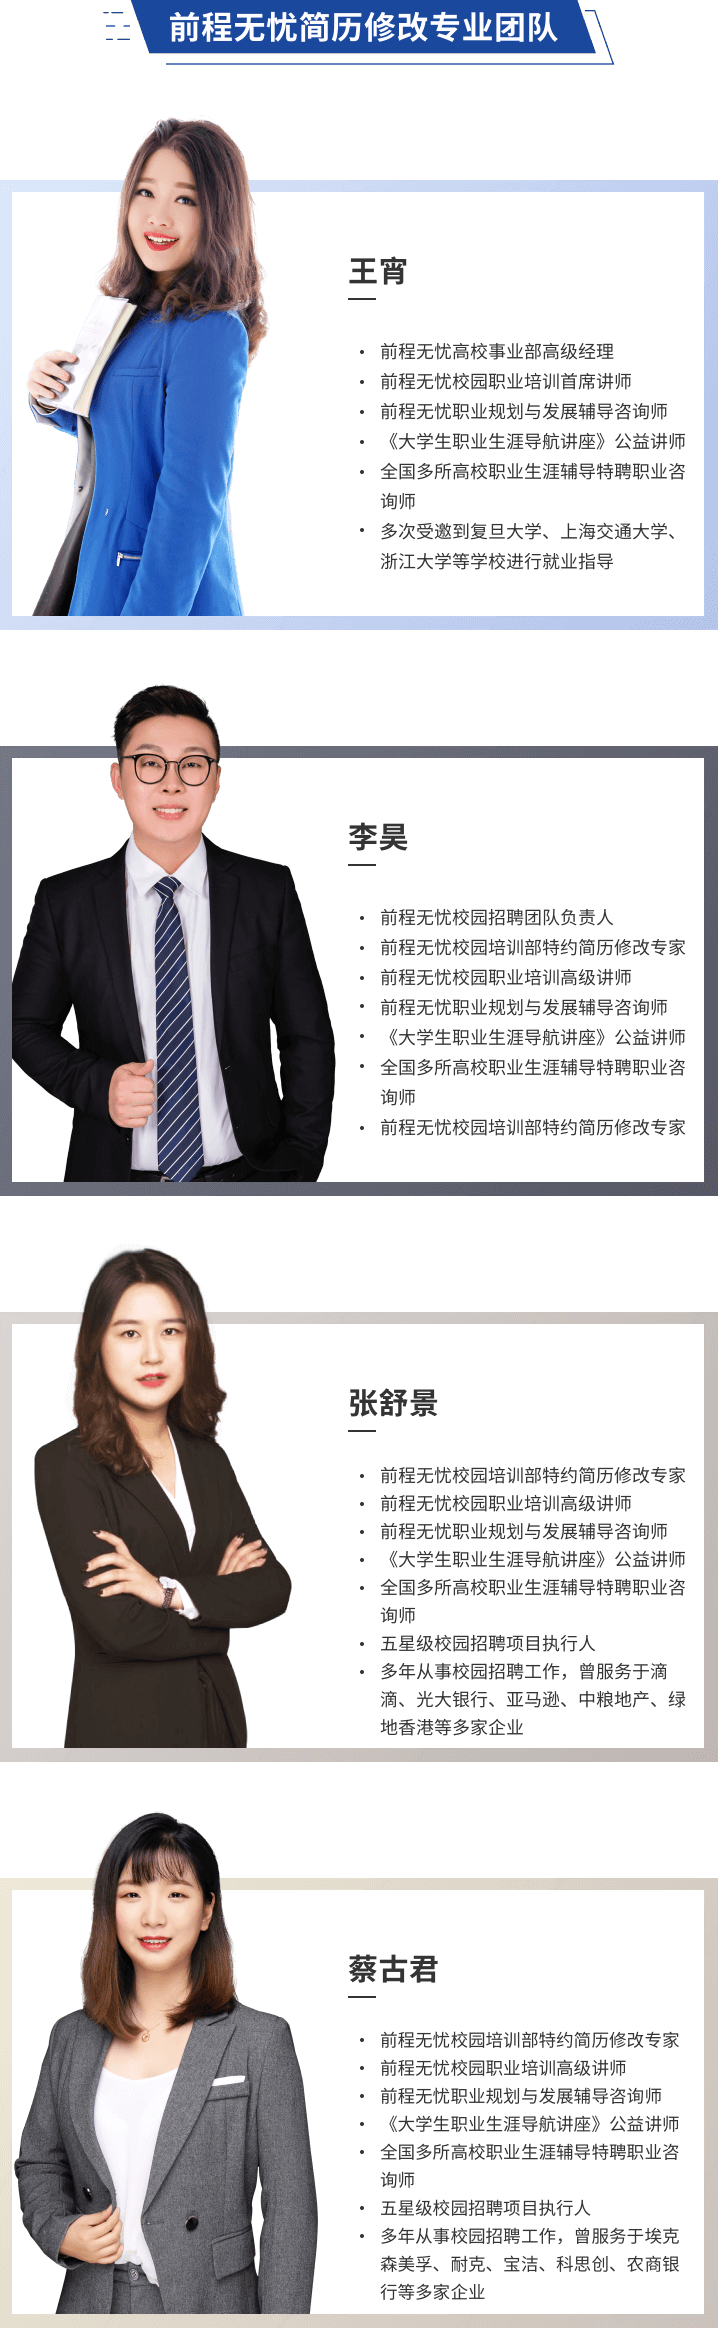 前程无忧简历修改专业团队
王宵
• 前程无忧高校事业部高级经理
• 前程无忧校园职业培训首席讲师
• 前程无忧职业规划与发展辅导咨询师
• 《大学生职业生涯导航讲座》公益讲师
• 全国多所高校职业生涯辅导特聘职业咨
询师
• 多次受邀到复旦大学、上海交通大学、
浙江大学等学校进行就业指导
李昊
• 前程无忧校园招聘团队负责人
• 前程无忧校园培训部特约简历修改专家
• 前程无忧校园职业培训高级讲师
• 前程无忧职业规划与发展辅导咨询师
• 《大学生职业生涯导航讲座》公益讲师
• 全国多所高校职业生涯辅导特聘职业咨
询师
• 前程无忧校园培训部特约简历修改专家
张舒景
• 前程无忧校园培训部特约简历修改专家
• 前程无忧校园职业培训高级讲师
• 前程无忧职业规划与发展辅导咨询师
• 《大学生职业生涯导航讲座》公益讲师
• 全国多所高校职业生涯辅导特聘职业咨
询师
• 五星级校园招聘项目执行人
• 多年从事校园招聘工作，曾服务于滴
滴、光大银行、亚马逊、中粮地产、绿
地香港等多家企业
蔡古君
• 前程无忧校园培训部特约简历修改专家
• 前程无忧校园职业培训高级讲师
• 前程无忧职业规划与发展辅导咨询师
• 《大学生职业生涯导航讲座》公益讲师
• 全国多所高校职业生涯辅导特聘职业咨
询师
• 五星级校园招聘项目执行人
• 多年从事校园招聘工作，曾服务于埃克
森美孚、耐克、宝洁、科思创、农商银
行等多家企业